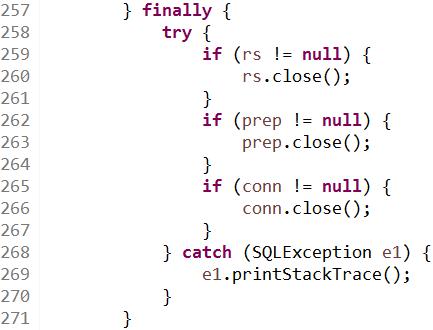 257 } finally {
258 try {
259 if (rs != null) {
260 rs.close();
261 }
262 if (prep != null) {
263 prep.close();
264 }
265 if (conn != null) {
266 conn.close();
267 }
268 } catch (SQLException e1) {
269 e1.printStackTrace();
270 }
271 }